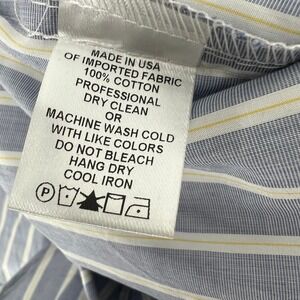 MADE IN USA
OF IMPORTED FABRIC
100% COTTON
PROFESSIONAL
DRY CLEAN
OR
MACHINE WASH COLD
WITH LIKE COLORS
DO NOT BLEACH
HANG DRY
COOL IRON
P